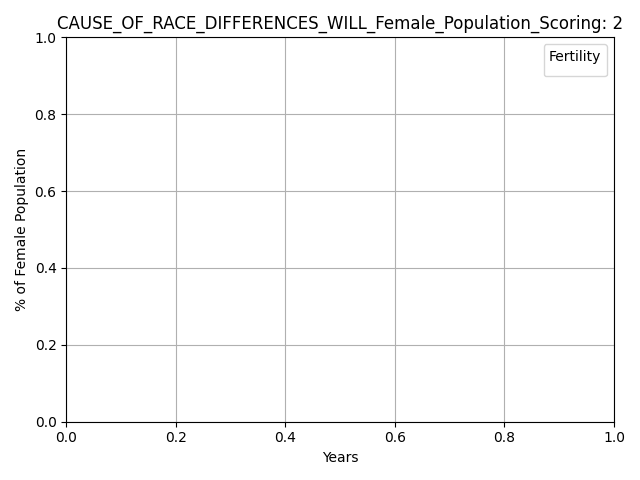 CAUSE_OF_RACE_DIFFERENCES_WILL_Female_Population_Scoring: 2
Fertility
% of Female Population
1.0
0.8
0.6
0.4
0.2
0.0
0.0 0.2 0.4 0.6 0.8 1.0
Years